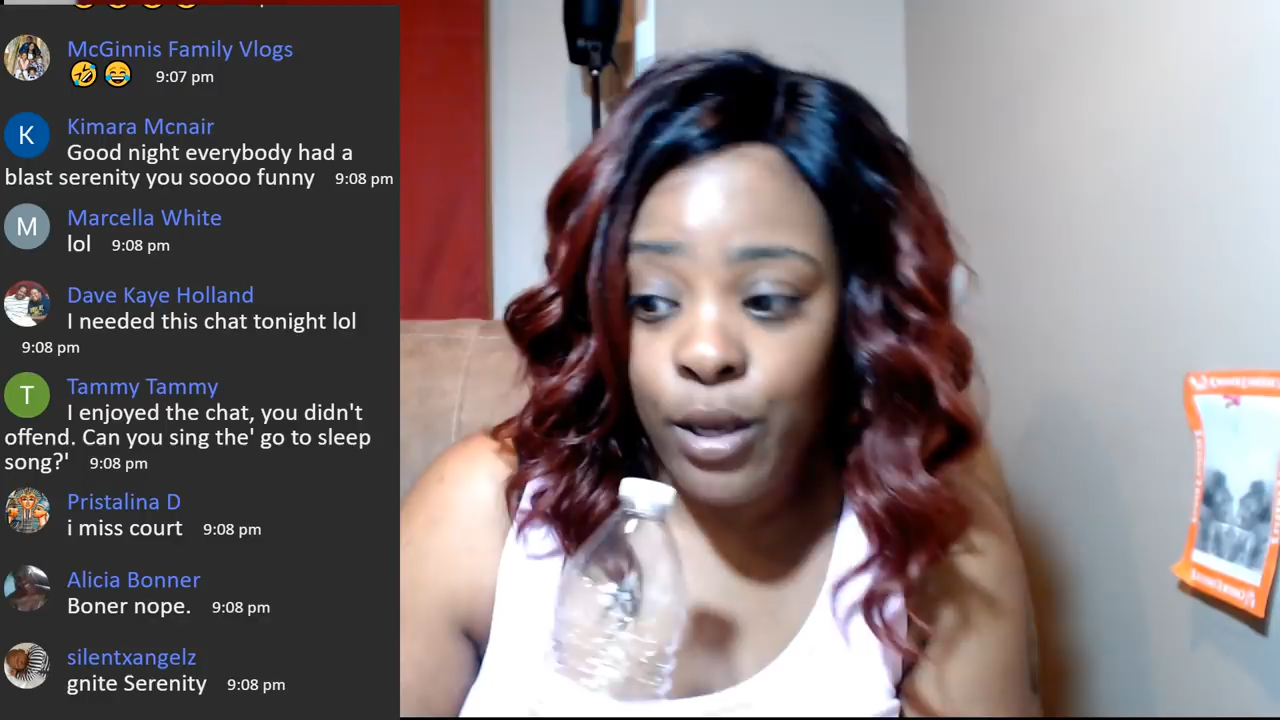 McGinnis Family Vlogs
🤣 😂 9:07 pm
K
Kimara Mcnair
Good night everybody had a
blast serenity you soooo funny 9:08 pm
M
Marcella White
lol 9:08 pm
Dave Kaye Holland
I needed this chat tonight lol
9:08 pm
T
Tammy Tammy
I enjoyed the chat, you didn't
offend. Can you sing the' go to sleep
song?' 9:08 pm
Pristalina D
i miss court 9:08 pm
Alicia Bonner
Boner nope. 9:08 pm
silentxangelz
gnite Serenity 9:08 pm